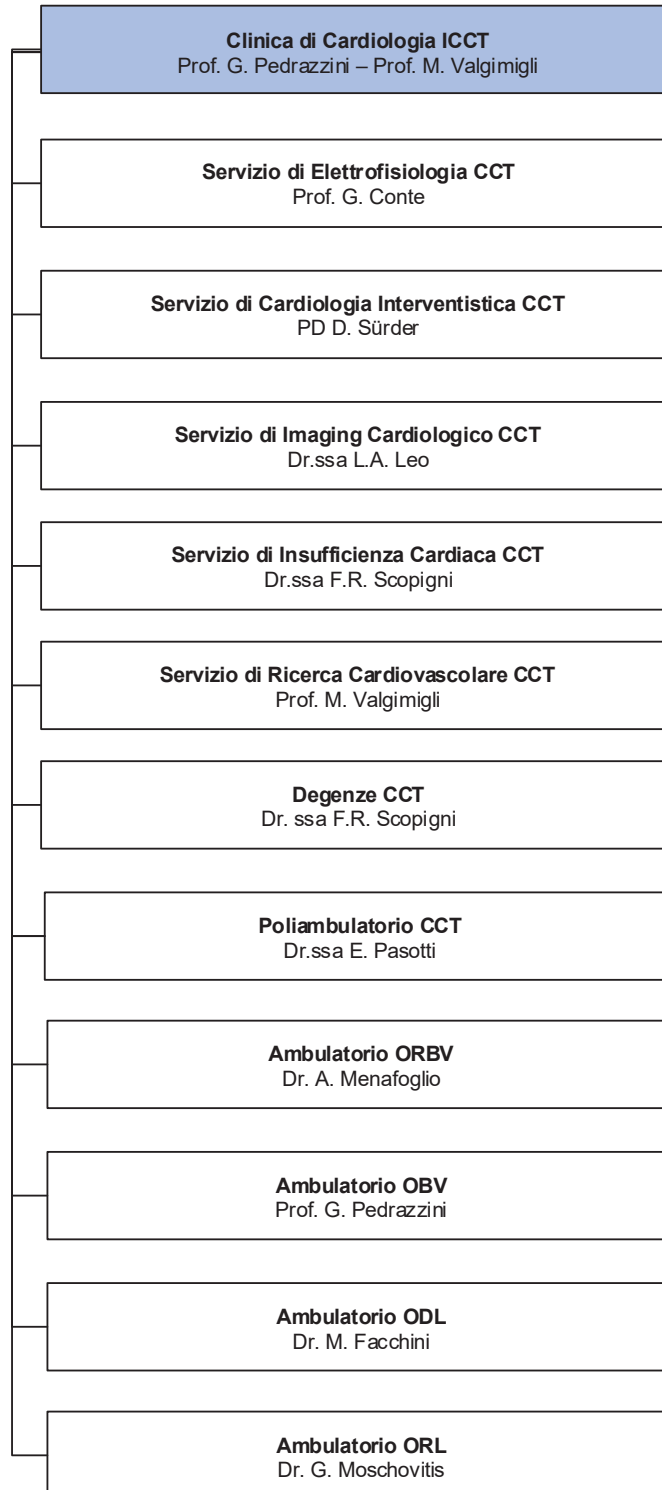 Clinica di Cardiologia ICCT
Prof. G. Pedrazzini – Prof. M. Valgimigli
Servizio di Elettrofisiologia CCT
Prof. G. Conte
Servizio di Cardiologia Interventistica CCT
PD D. Sürder
Servizio di Imaging Cardiologico CCT
Dr.ssa L.A. Leo
Servizio di Insufficienza Cardiaca CCT
Dr.ssa F.R. Scopigni
Servizio di Ricerca Cardiovascolare CCT
Prof. M. Valgimigli
Degenze CCT
Dr. ssa F.R. Scopigni
Poliambulatorio CCT
Dr.ssa E. Pasotti
Ambulatorio ORBV
Dr. A. Menafoglio
Ambulatorio OBV
Prof. G. Pedrazzini
Ambulatorio ODL
Dr. M. Facchini
Ambulatorio ORL
Dr. G. Moschovitis